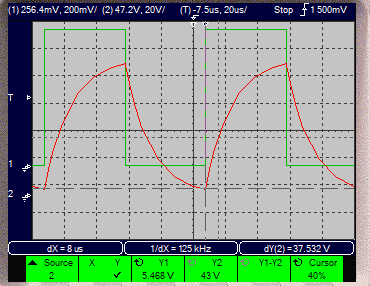 (1) 256.4mV, 200mV/ (2) 47.2V, 20V/ (T) -7.5us, 20us/ Stop 1 500mV
T
1
2
dX = 8 us 1/dX = 125 kHz dY(2) = 37.532 V
Source X Y Y1 Y2 Y1-Y2 Cursor
2 5.468 V 43 V 40%